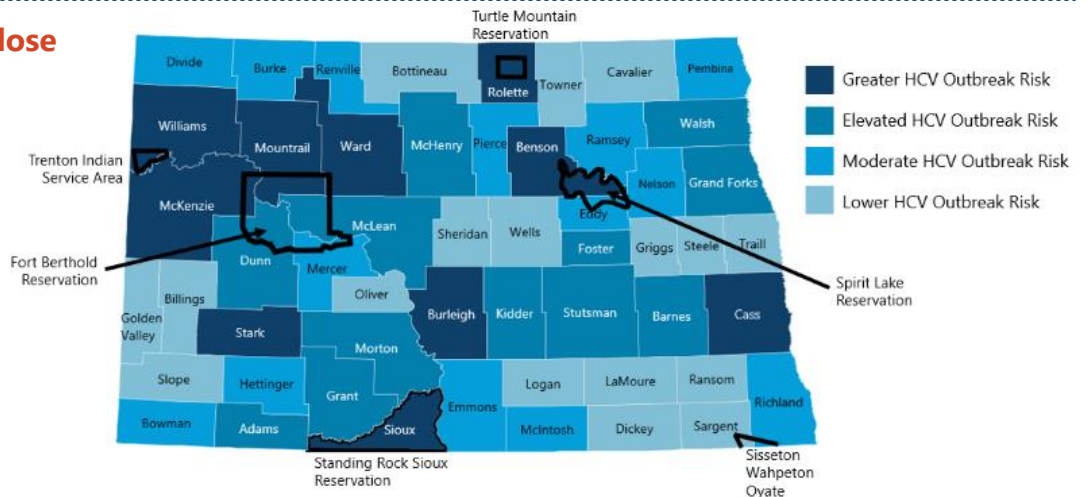 lose
Turtle Mountain
Reservation
Divide
Burke
Renville
Bottineau
Rolette
Towner
Cavalier
Pembina
Greater HCV Outbreak Risk
Elevated HCV Outbreak Risk
Moderate HCV Outbreak Risk
Lower HCV Outbreak Risk
Williams
Mountrail
Ward
McHenry
Pierce
Benson
Ramsey
Walsh
Trenton Indian
Service Area
Nelson
Grand Forks
McKenzie
McLean
Sheridan
Wells
Eddy
Foster
Griggs
Steele
Traill
Fort Berthold
Reservation
Dunn
Mercer
Oliver
Spirit Lake
Reservation
Billings
Golden
Valley
Stark
Burleigh
Kidder
Stutsman
Barnes
Cass
Morton
Slope
Hettinger
Grant
Logan
LaMoure
Ransom
Richland
Bowman
Adams
Sioux
Emmons
McIntosh
Dickey
Sargent
Standing Rock Sioux
Reservation
Sisseton
Wahpeton
Oyate